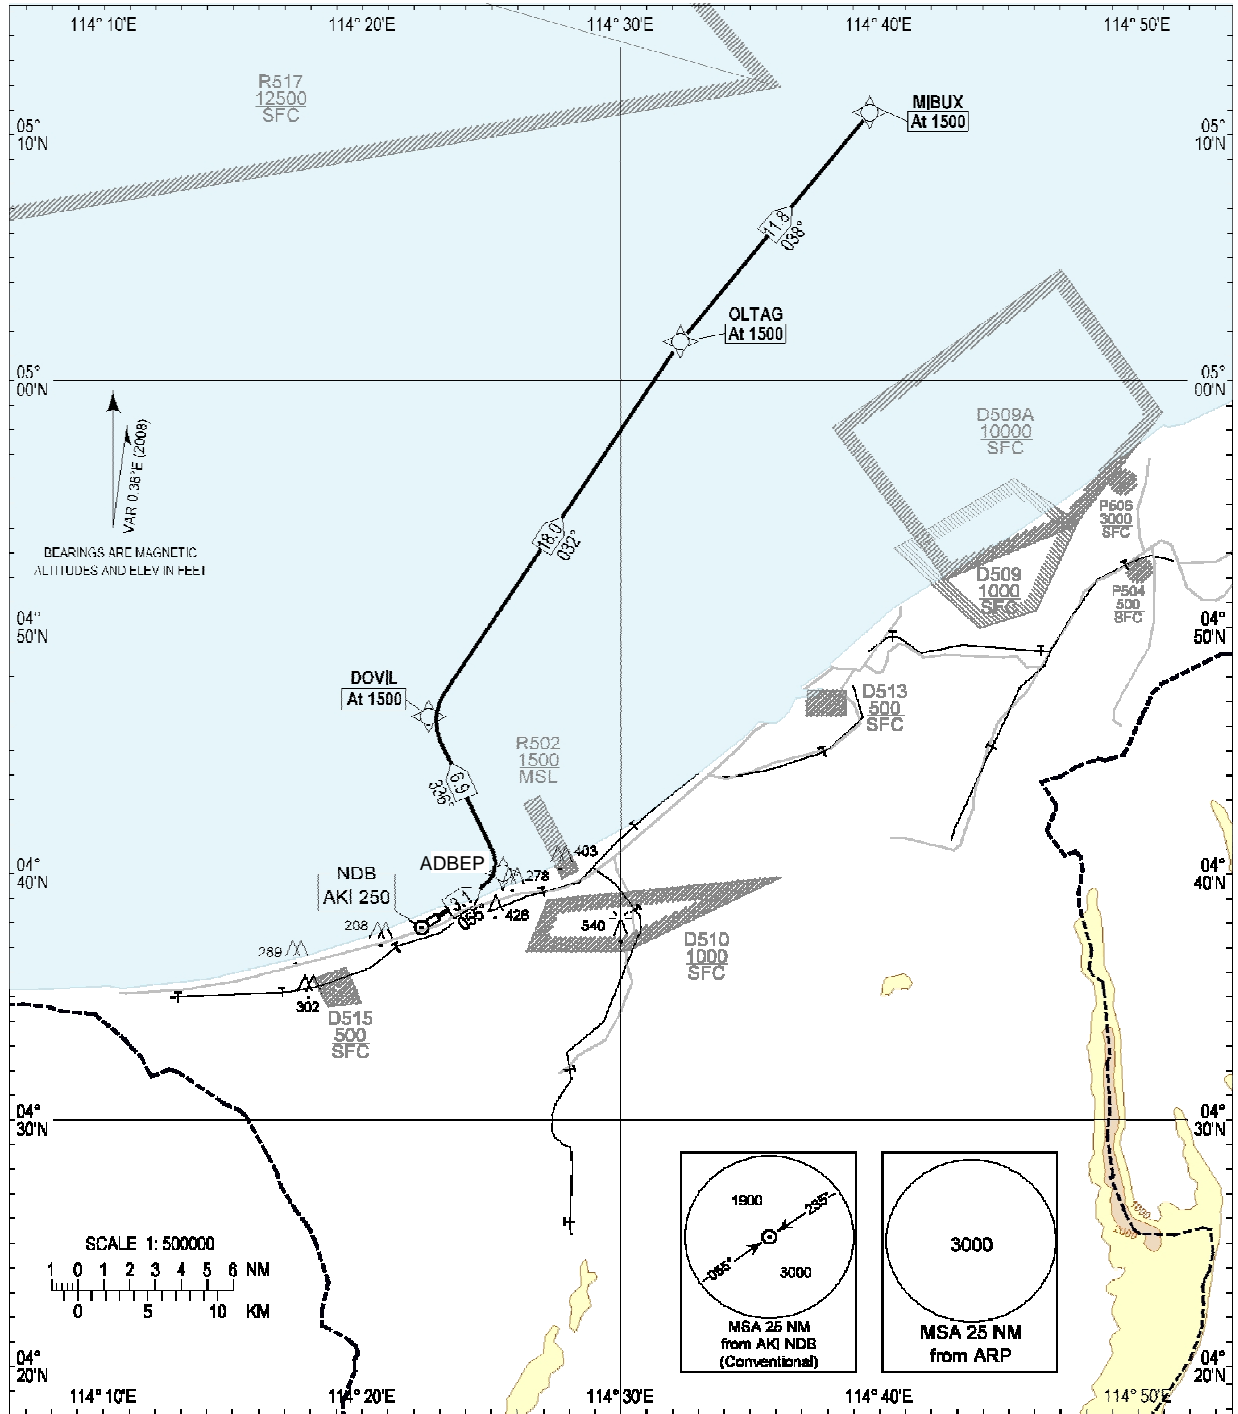 114° 10'E
114° 20'E
114° 30'E
114° 40'E
114° 50'E
R517
12500
SFC
MIBUX
At 1500
05°
10'N
05°
10'N
11.8
038°
OLTAG
At 1500
05°
00'N
05°
00'N
VAR 0.36°E (2008)
BEARINGS ARE MAGNETIC
ALTITUDES AND ELEV IN FEET
D509A
10000
SFC
P506
3000
SFC
18.0
032°
D509
1000
SFC
P504
500
SFC
04°
50'N
04°
50'N
DOVIL
At 1500
D513
500
SFC
R502
1500
MSL
6.9
336°
403
ADBEP
278
NDB
AKI 250
04°
40'N
04°
40'N
3.1
055°
428
208
289
540
D510
1000
SFC
302
D515
500
SFC
04°
30'N
04°
30'N
1900
235°
055°
3000
MSA 25 NM
from AKI NDB
(Conventional)
3000
MSA 25 NM
from ARP
SCALE 1: 500000
1 0 1 2 3 4 5 6 NM
0 5 10 KM
04°
20'N
04°
20'N
114° 10'E
114° 20'E
114° 30'E
114° 40'E
114° 50'E